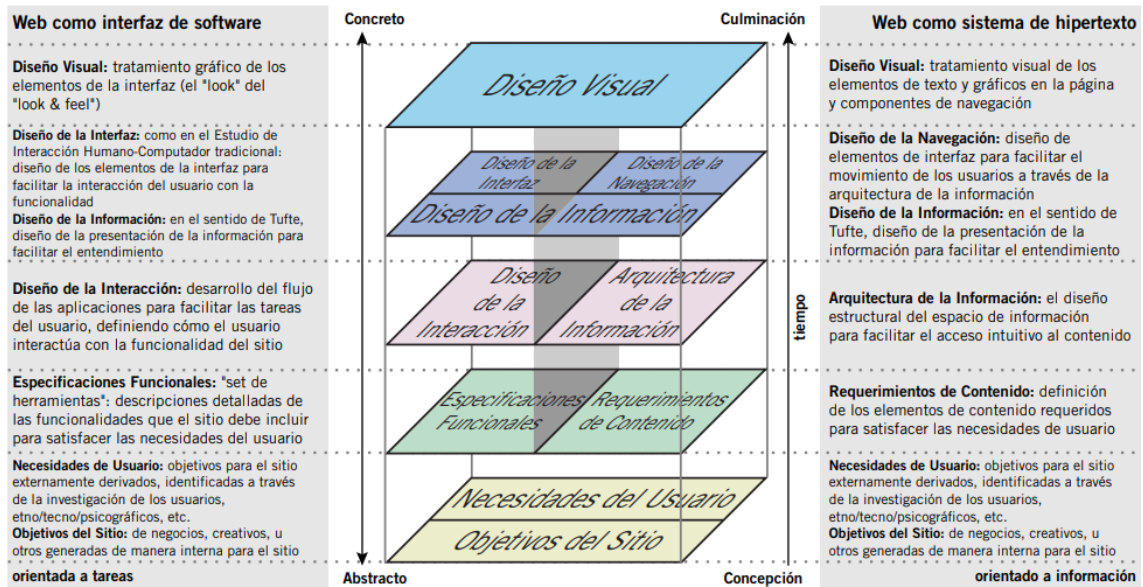 Web como interfaz de software
Diseño Visual: tratamiento gráfico de los
elementos de la interfaz (el "look" del
"look & feel")
Diseño de la Interfaz: como en el Estudio de
Interacción Humano-Computador tradicional:
diseño de los elementos de la interfaz para
facilitar la interacción del usuario con la
funcionalidad
Diseño de la Información: en el sentido de
Tufte, diseño de la presentación de la
información para facilitar el entendimiento
Diseño de la Interacción: desarrollo del flujo
de las aplicaciones para facilitar las tareas
del usuario, definiendo cómo el usuario
interactúa con la funcionalidad del sitio
Especificaciones Funcionales: "set de
herramientas": descripciones detalladas de
las funcionalidades que el sitio debe incluir
para satisfacer las necesidades del usuario
Necesidades de Usuario: objetivos para el sitio
externamente derivados, identificadas a través
de la investigación de los usuarios,
etno/tecno/psicográficos, etc.
Objetivos del Sitio: de negocios, creativos, u
otros generadas de manera interna para el sitio
orientada a tareas
Concreto
Culminación
Diseño Visual
Diseño de la
Interfaz
Diseño de la
Navegación
Diseño de la Información
Diseño
de la
Interacción
Arquitectura
de la
Información
Especificaciones
Funcionales
Requerimientos
de Contenido
Necesidades del Usuario
Objetivos del Sitio
tiempo
Abstracto
Concepción
Web como sistema de hipertexto
Diseño Visual: tratamiento visual de los
elementos de texto y gráficos en la página
y componentes de navegación
Diseño de la Navegación: diseño de
elementos de interfaz para facilitar el
movimiento de los usuarios a través de la
arquitectura de la información
Diseño de la Información: en el sentido de
Tufte, diseño de la presentación de la
información para facilitar el entendimiento
Arquitectura de la Información: el diseño
estructural del espacio de información
para facilitar el acceso intuitivo al contenido
Requerimientos de Contenido: definición
de los elementos de contenido requeridos
para satisfacer las necesidades de usuario
Necesidades de Usuario: objetivos para el sitio
externamente derivados, identificadas a través
de la investigación de los usuarios,
etno/tecno/psicográficos, etc.
Objetivos del Sitio: de negocios, creativos, u
otros generadas de manera interna para el sitio
orientado a información